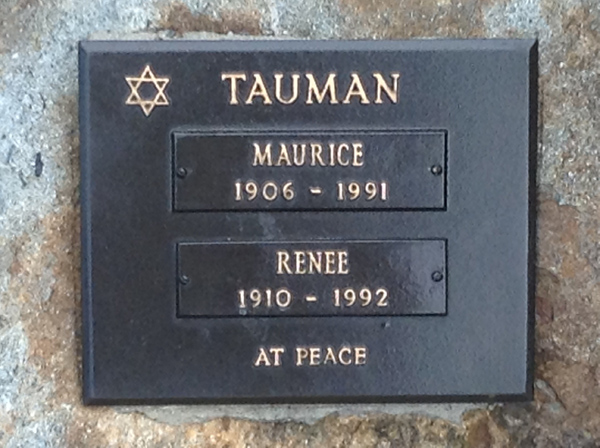 TAUMAN
MAURICE
1906 - 1991
RENEE
1910 - 1992
AT PEACE